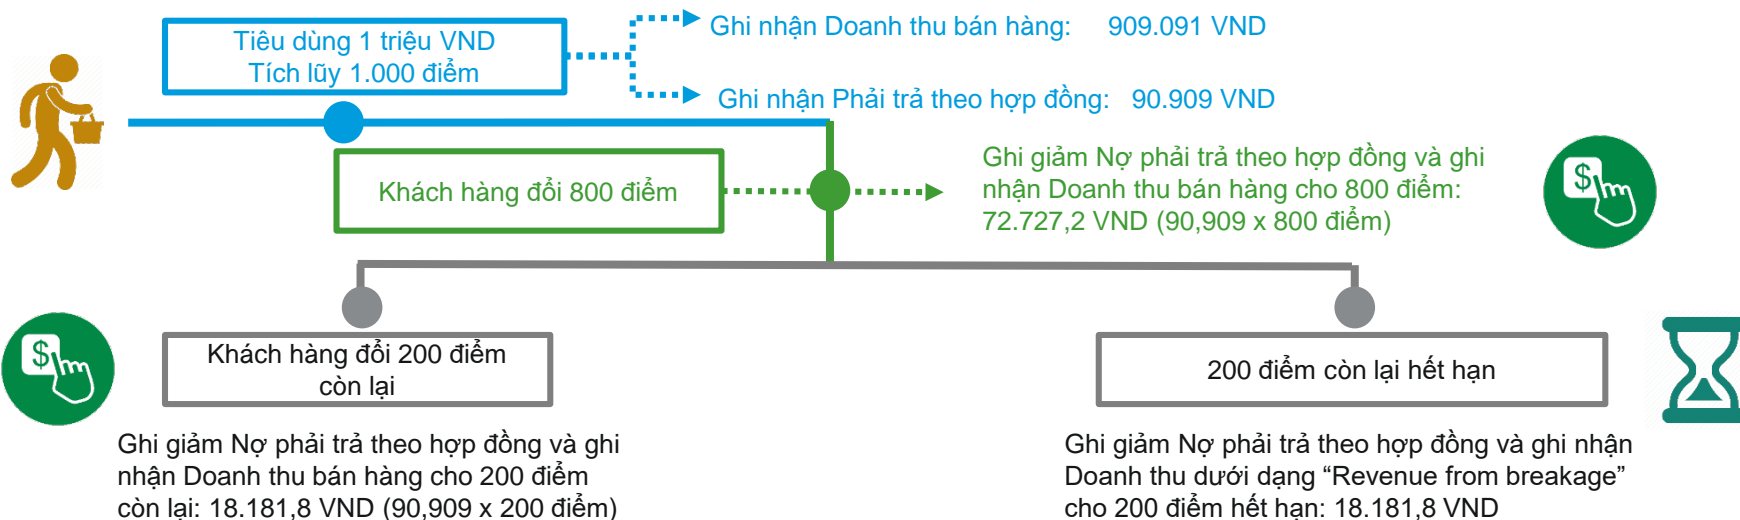 Tiêu dùng 1 triệu VND
Tích lũy 1.000 điểm
Ghi nhận Doanh thu bán hàng: 909.091 VND
Ghi nhận Phải trả theo hợp đồng: 90.909 VND
Khách hàng đổi 800 điểm
Ghi giảm Nợ phải trả theo hợp đồng và ghi
nhận Doanh thu bán hàng cho 800 điểm:
72.727,2 VND (90,909 x 800 điểm)
$
$
Khách hàng đổi 200 điểm
còn lại
200 điểm còn lại hết hạn
Ghi giảm Nợ phải trả theo hợp đồng và ghi
nhận Doanh thu bán hàng cho 200 điểm
còn lại: 18.181,8 VND (90,909 x 200 điểm)
Ghi giảm Nợ phải trả theo hợp đồng và ghi nhận
Doanh thu dưới dạng “Revenue from breakage”
cho 200 điểm hết hạn: 18.181,8 VND